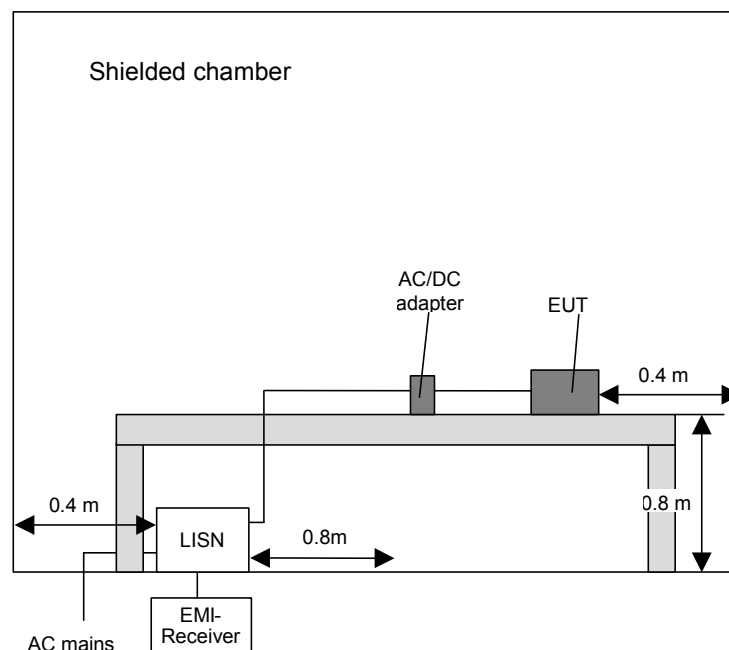 Shielded chamber
AC/DC
adapter
EUT
0.4 m
0.4 m
0.8 m
LISN
0.8m
EMI-
Receiver
AC mains